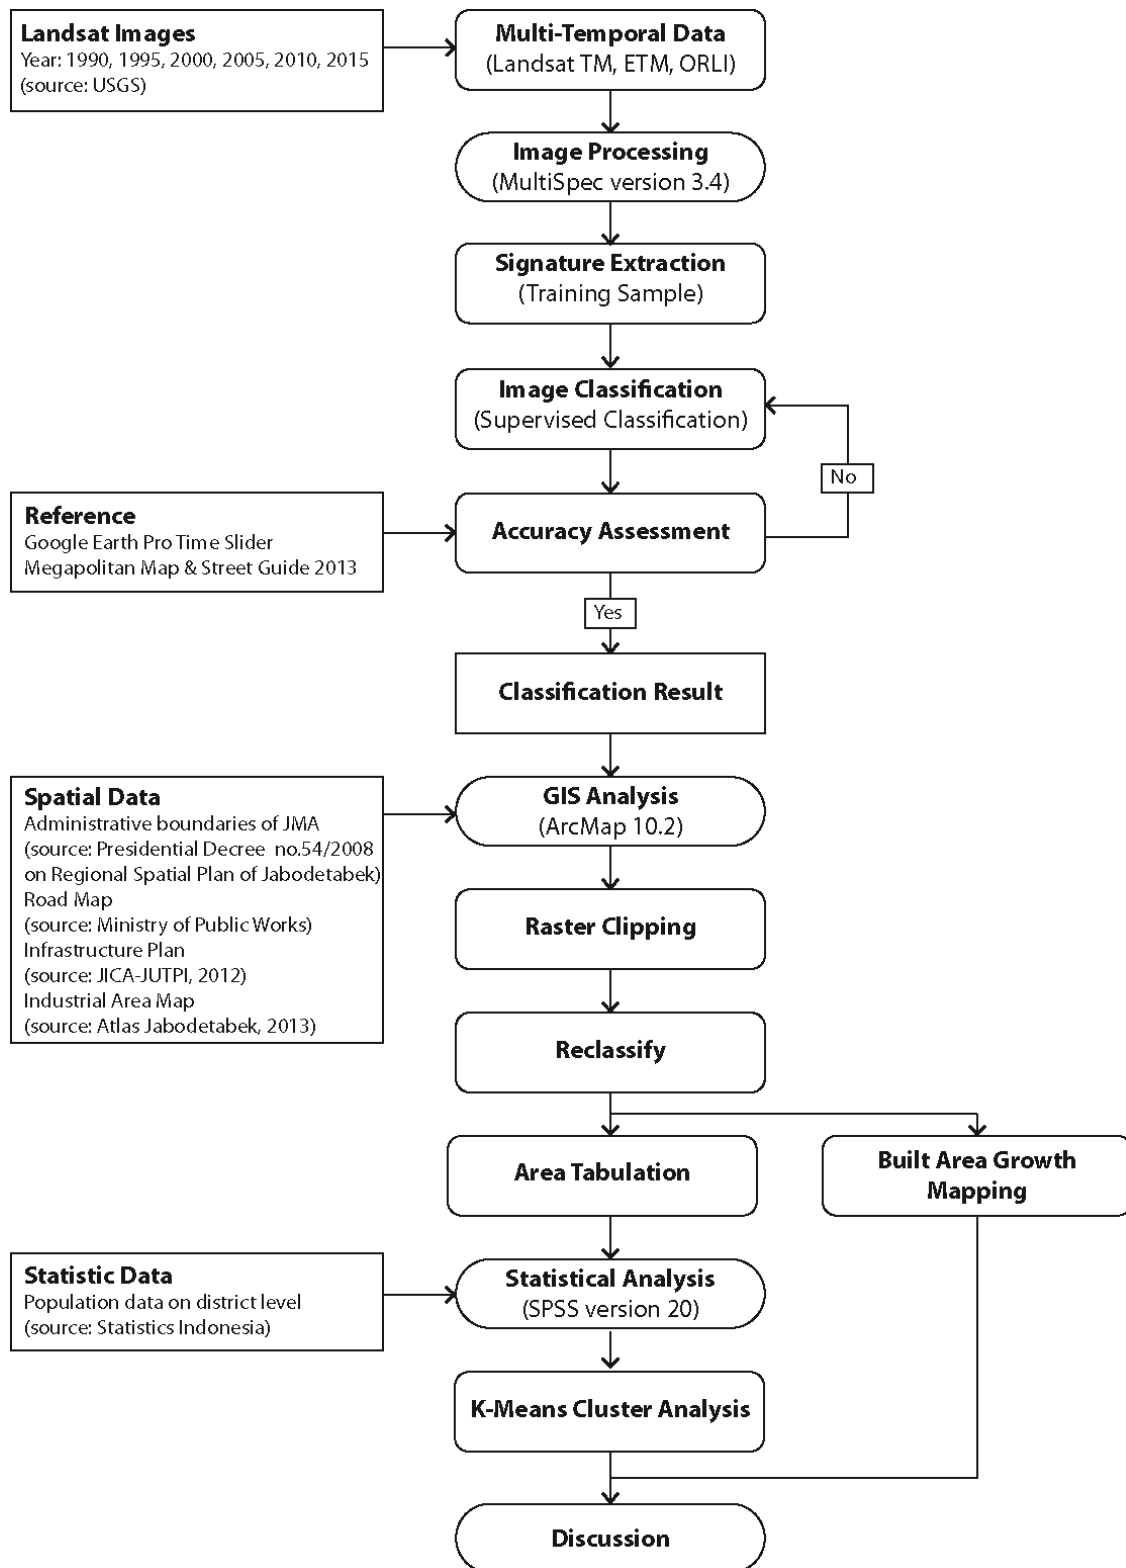 Landsat Images
Year: 1990, 1995, 2000, 2005, 2010, 2015
(source: USGS)
Multi-Temporal Data
(Landsat TM, ETM, ORLI)
Image Processing
(MultiSpec version 3.4)
Signature Extraction
(Training Sample)
Image Classification
(Supervised Classification)
No
Reference
Google Earth Pro Time Slider
Megapolitan Map & Street Guide 2013
Accuracy Assessment
Yes
Classification Result
Spatial Data
Administrative boundaries of JMA
(source: Presidential Decree no.54/2008
on Regional Spatial Plan of Jabodetabek)
Road Map
(source: Ministry of Public Works)
Infrastructure Plan
(source: JICA-JUTPI, 2012)
Industrial Area Map
(source: Atlas Jabodetabek, 2013)
GIS Analysis
(ArcMap 10.2)
Raster Clipping
Reclassify
Area Tabulation
Built Area Growth
Mapping
Statistic Data
Population data on district level
(source: Statistics Indonesia)
Statistical Analysis
(SPSS version 20)
K-Means Cluster Analysis
Discussion